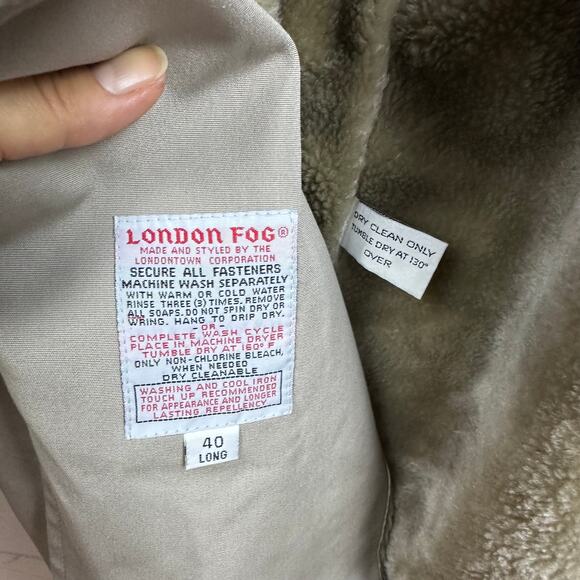 LONDON FOG®
MADE AND STYLED BY THE
LONDONTOWN CORPORATION
SECURE ALL FASTENERS
MACHINE WASH SEPARATELY
WITH WARM OR COLD WATER
RINSE THREE (3) TIMES. REMOVE
ALL SOAPS. DO NOT SPIN DRY OR
WRING. HANG TO DRIP DRY.
-OR-
COMPLETE WASH CYCLE
PLACE IN MACHINE DRYER
TUMBLE DRY AT 160° F
ONLY NON-CHLORINE BLEACH,
WHEN NEEDED
DRY CLEANABLE
WASHING AND COOL IRON
TOUCH UP RECOMMENDED
FOR APPEARANCE AND LONGER
LASTING REPELLENCY
40
LONG
DRY CLEAN ONLY
TUMBLE DRY AT 130°
OVER